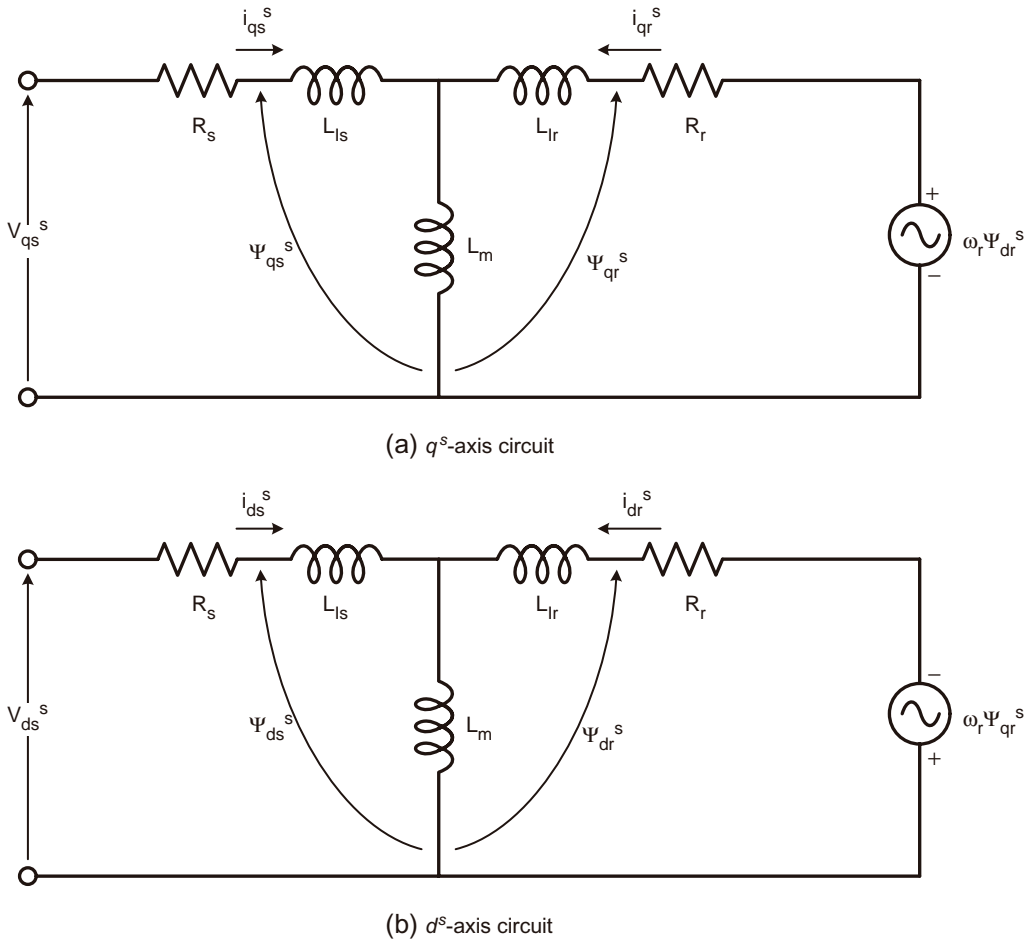 i_qs^s
i_qr^s
R_s
L_ls
L_lr
R_r
V_qs^s
Ψ_qs^s
L_m
Ψ_qr^s
+
−
ω_rΨ_dr^s
(a) q^s-axis circuit
i_ds^s
i_dr^s
R_s
L_ls
L_lr
R_r
V_ds^s
Ψ_ds^s
L_m
Ψ_dr^s
−
+
ω_rΨ_qr^s
(b) d^s-axis circuit